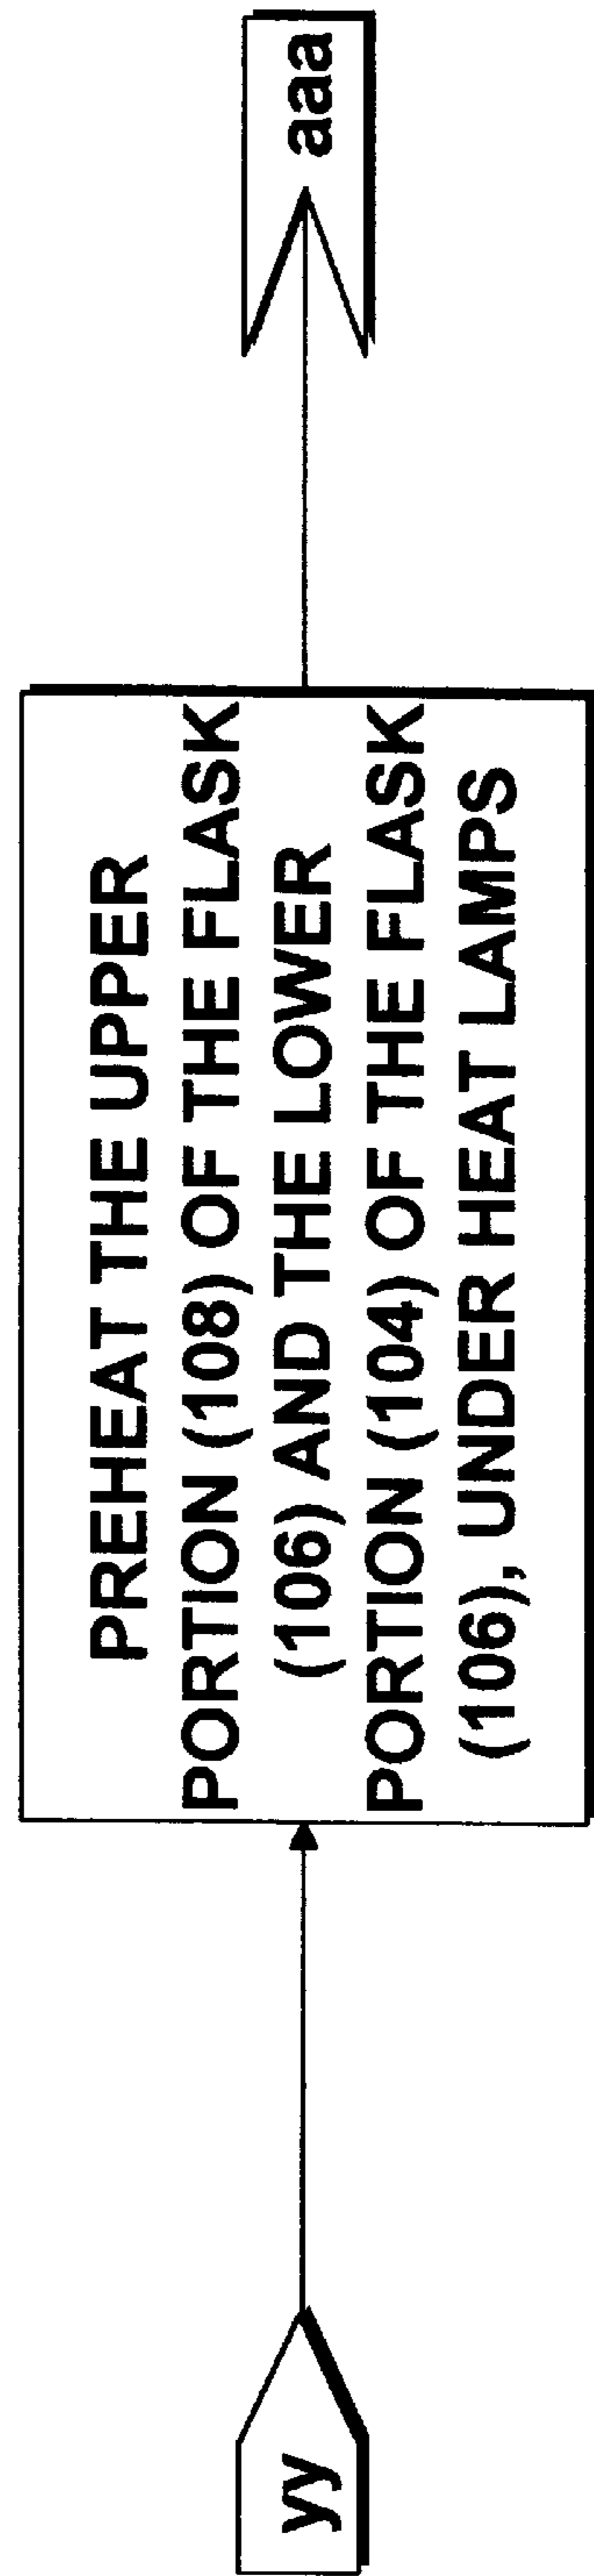 yy
PREHEAT THE UPPER
PORTION (108) OF THE FLASK
(106) AND THE LOWER
PORTION (104) OF THE FLASK
(106), UNDER HEAT LAMPS
aaa